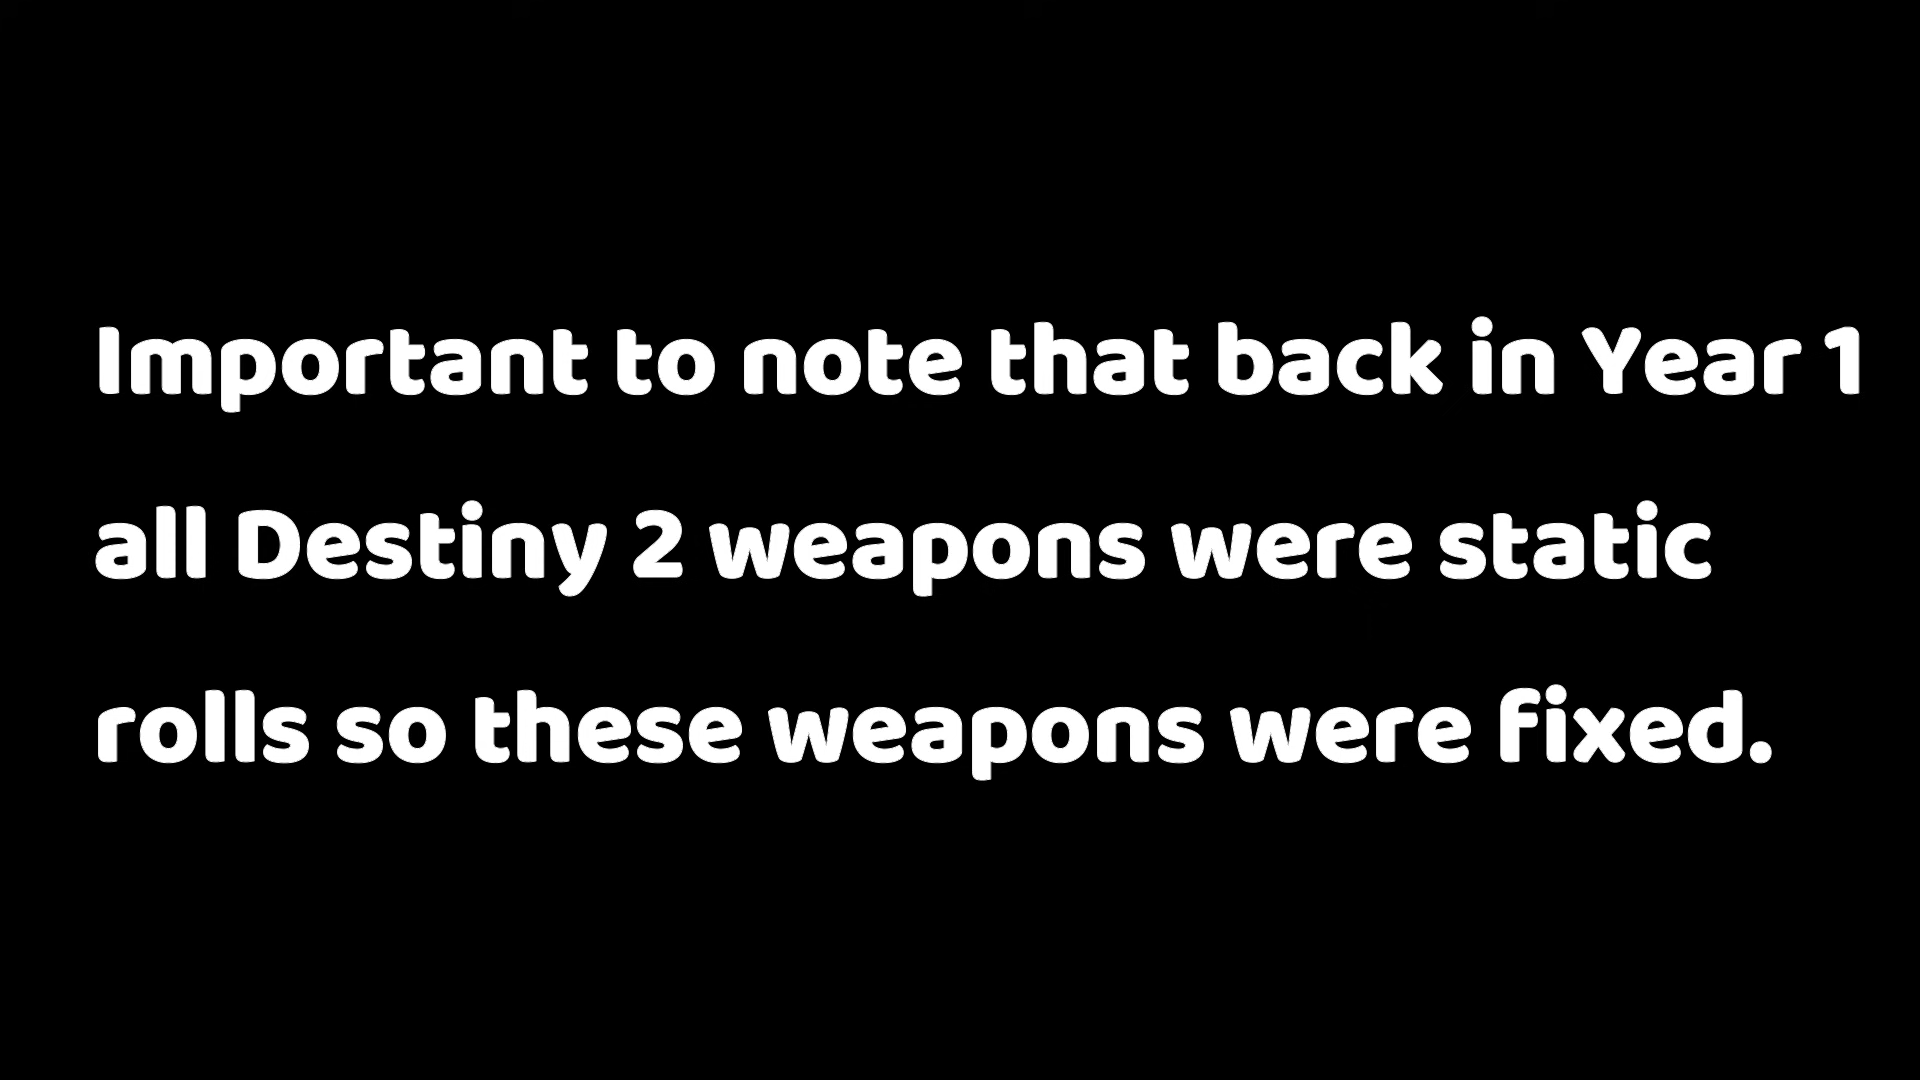 Important to note that back in Year 1
all Destiny 2 weapons were static
rolls so these weapons were fixed.